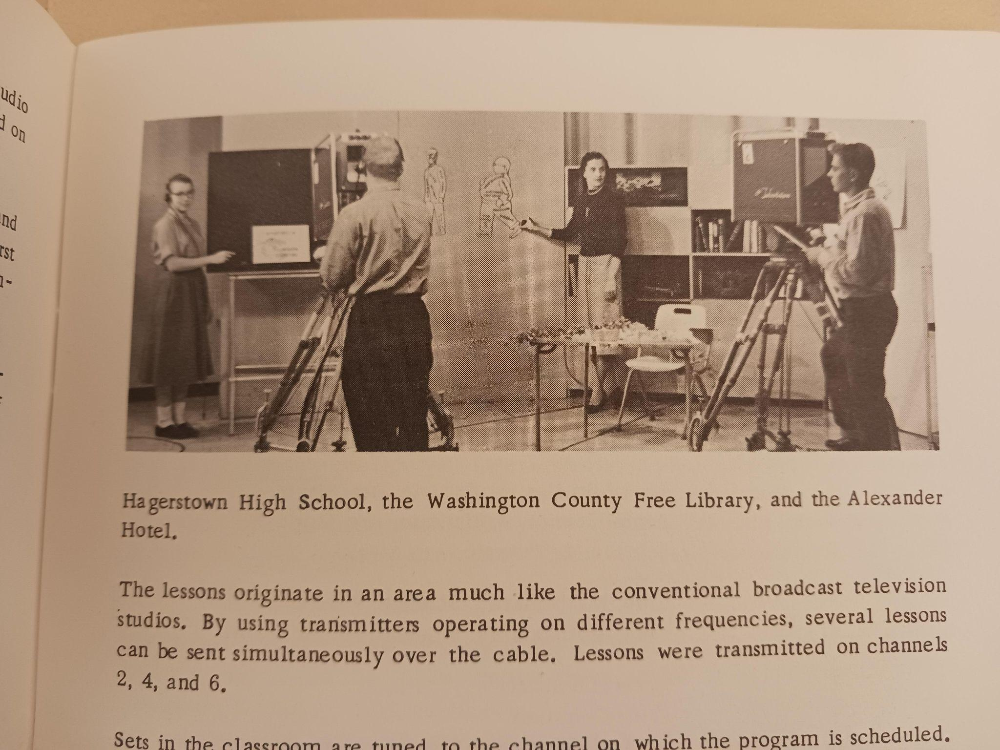 udio
d on
nd
rst
n-
-
Hagerstown High School, the Washington County Free Library, and the Alexander
Hotel.
The lessons originate in an area much like the conventional broadcast television
studios. By using transmitters operating on different frequencies, several lessons
can be sent simultaneously over the cable. Lessons were transmitted on channels
2, 4, and 6.
Sets in the classroom are tuned to the channel on which the program is scheduled.